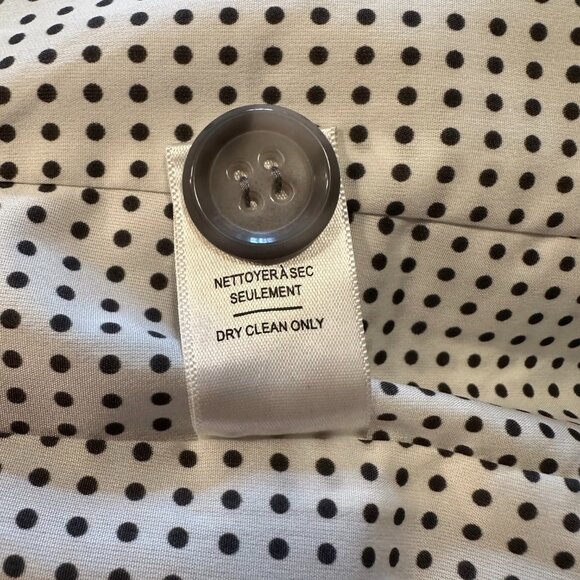 NETTOYER À SEC
SEULEMENT
DRY CLEAN ONLY